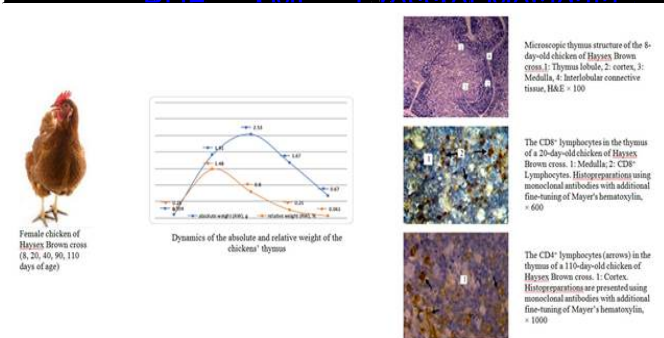 Microscopic thymus structure of the 8-
day-old chicken of Haysex Brown
cross.1: Thymus lobule, 2: cortex, 3:
Medulla, 4: Interlobular connective
tissue, H&E × 100
The CD8⁺ lymphocytes in the thymus
of a 20-day-old chicken of Haysex
Brown cross. 1: Medulla; 2: CD8⁺
Lymphocytes. Histopreparations using
monoclonal antibodies with additional
fine-tuning of Mayer's hematoxylin,
× 600
The CD4⁺ lymphocytes (arrows) in the
thymus of a 110-day-old chicken of
Haysex Brown cross. 1: Cortex.
Histopreparations are presented using
monoclonal antibodies with additional
fine-tuning of Mayer's hematoxylin,
× 1000
2.53
1.67
1.48
0.8
0.67
0.25
absolute weight (AW), g
relative weight (RW), %
Dynamics of the absolute and relative weight of the
chickens' thymus
Female chicken of
Haysex Brown cross
(8, 20, 40, 90, 110
days of age)